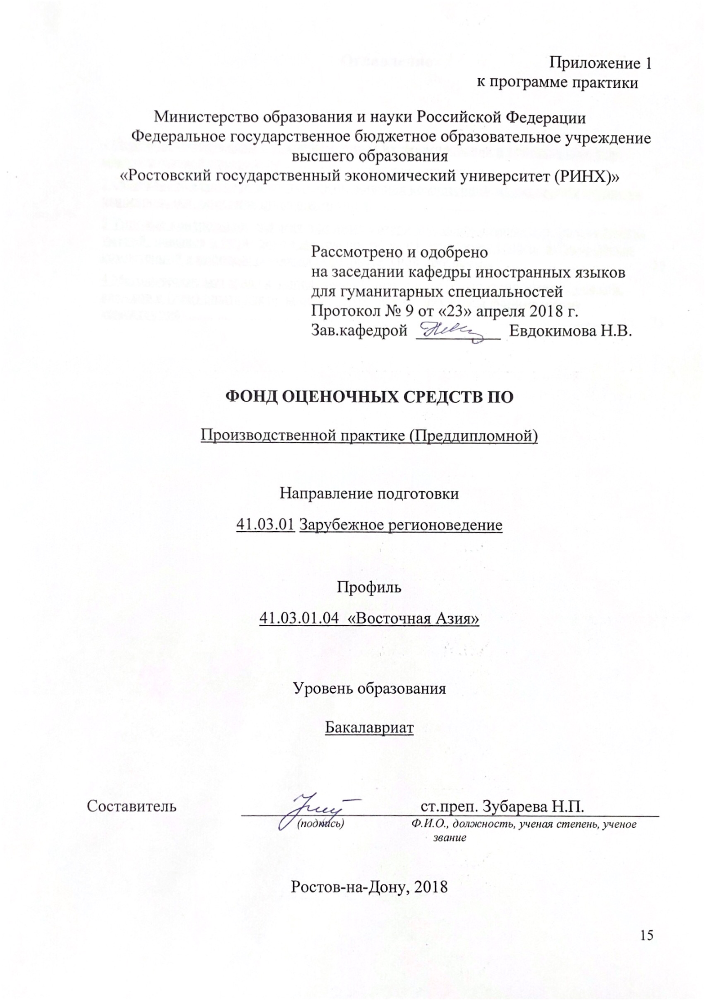 Приложение 1
к программе практики
Министерство образования и науки Российской Федерации
Федеральное государственное бюджетное образовательное учреждение
высшего образования
«Ростовский государственный экономический университет (РИНХ)»
Рассмотрено и одобрено
на заседании кафедры иностранных языков
для гуманитарных специальностей
Протокол № 9 от «23» апреля 2018 г.
Зав.кафедрой Евдокимова Н.В.
ФОНД ОЦЕНОЧНЫХ СРЕДСТВ ПО
Производственной практике (Преддипломной)
Направление подготовки
41.03.01 Зарубежное регионоведение
Профиль
41.03.01.04 «Восточная Азия»
Уровень образования
Бакалавриат
Составитель ст.преп. Зубарева Н.П.
(подпись) Ф.И.О., должность, ученая степень, ученое
звание
Ростов-на-Дону, 2018
15